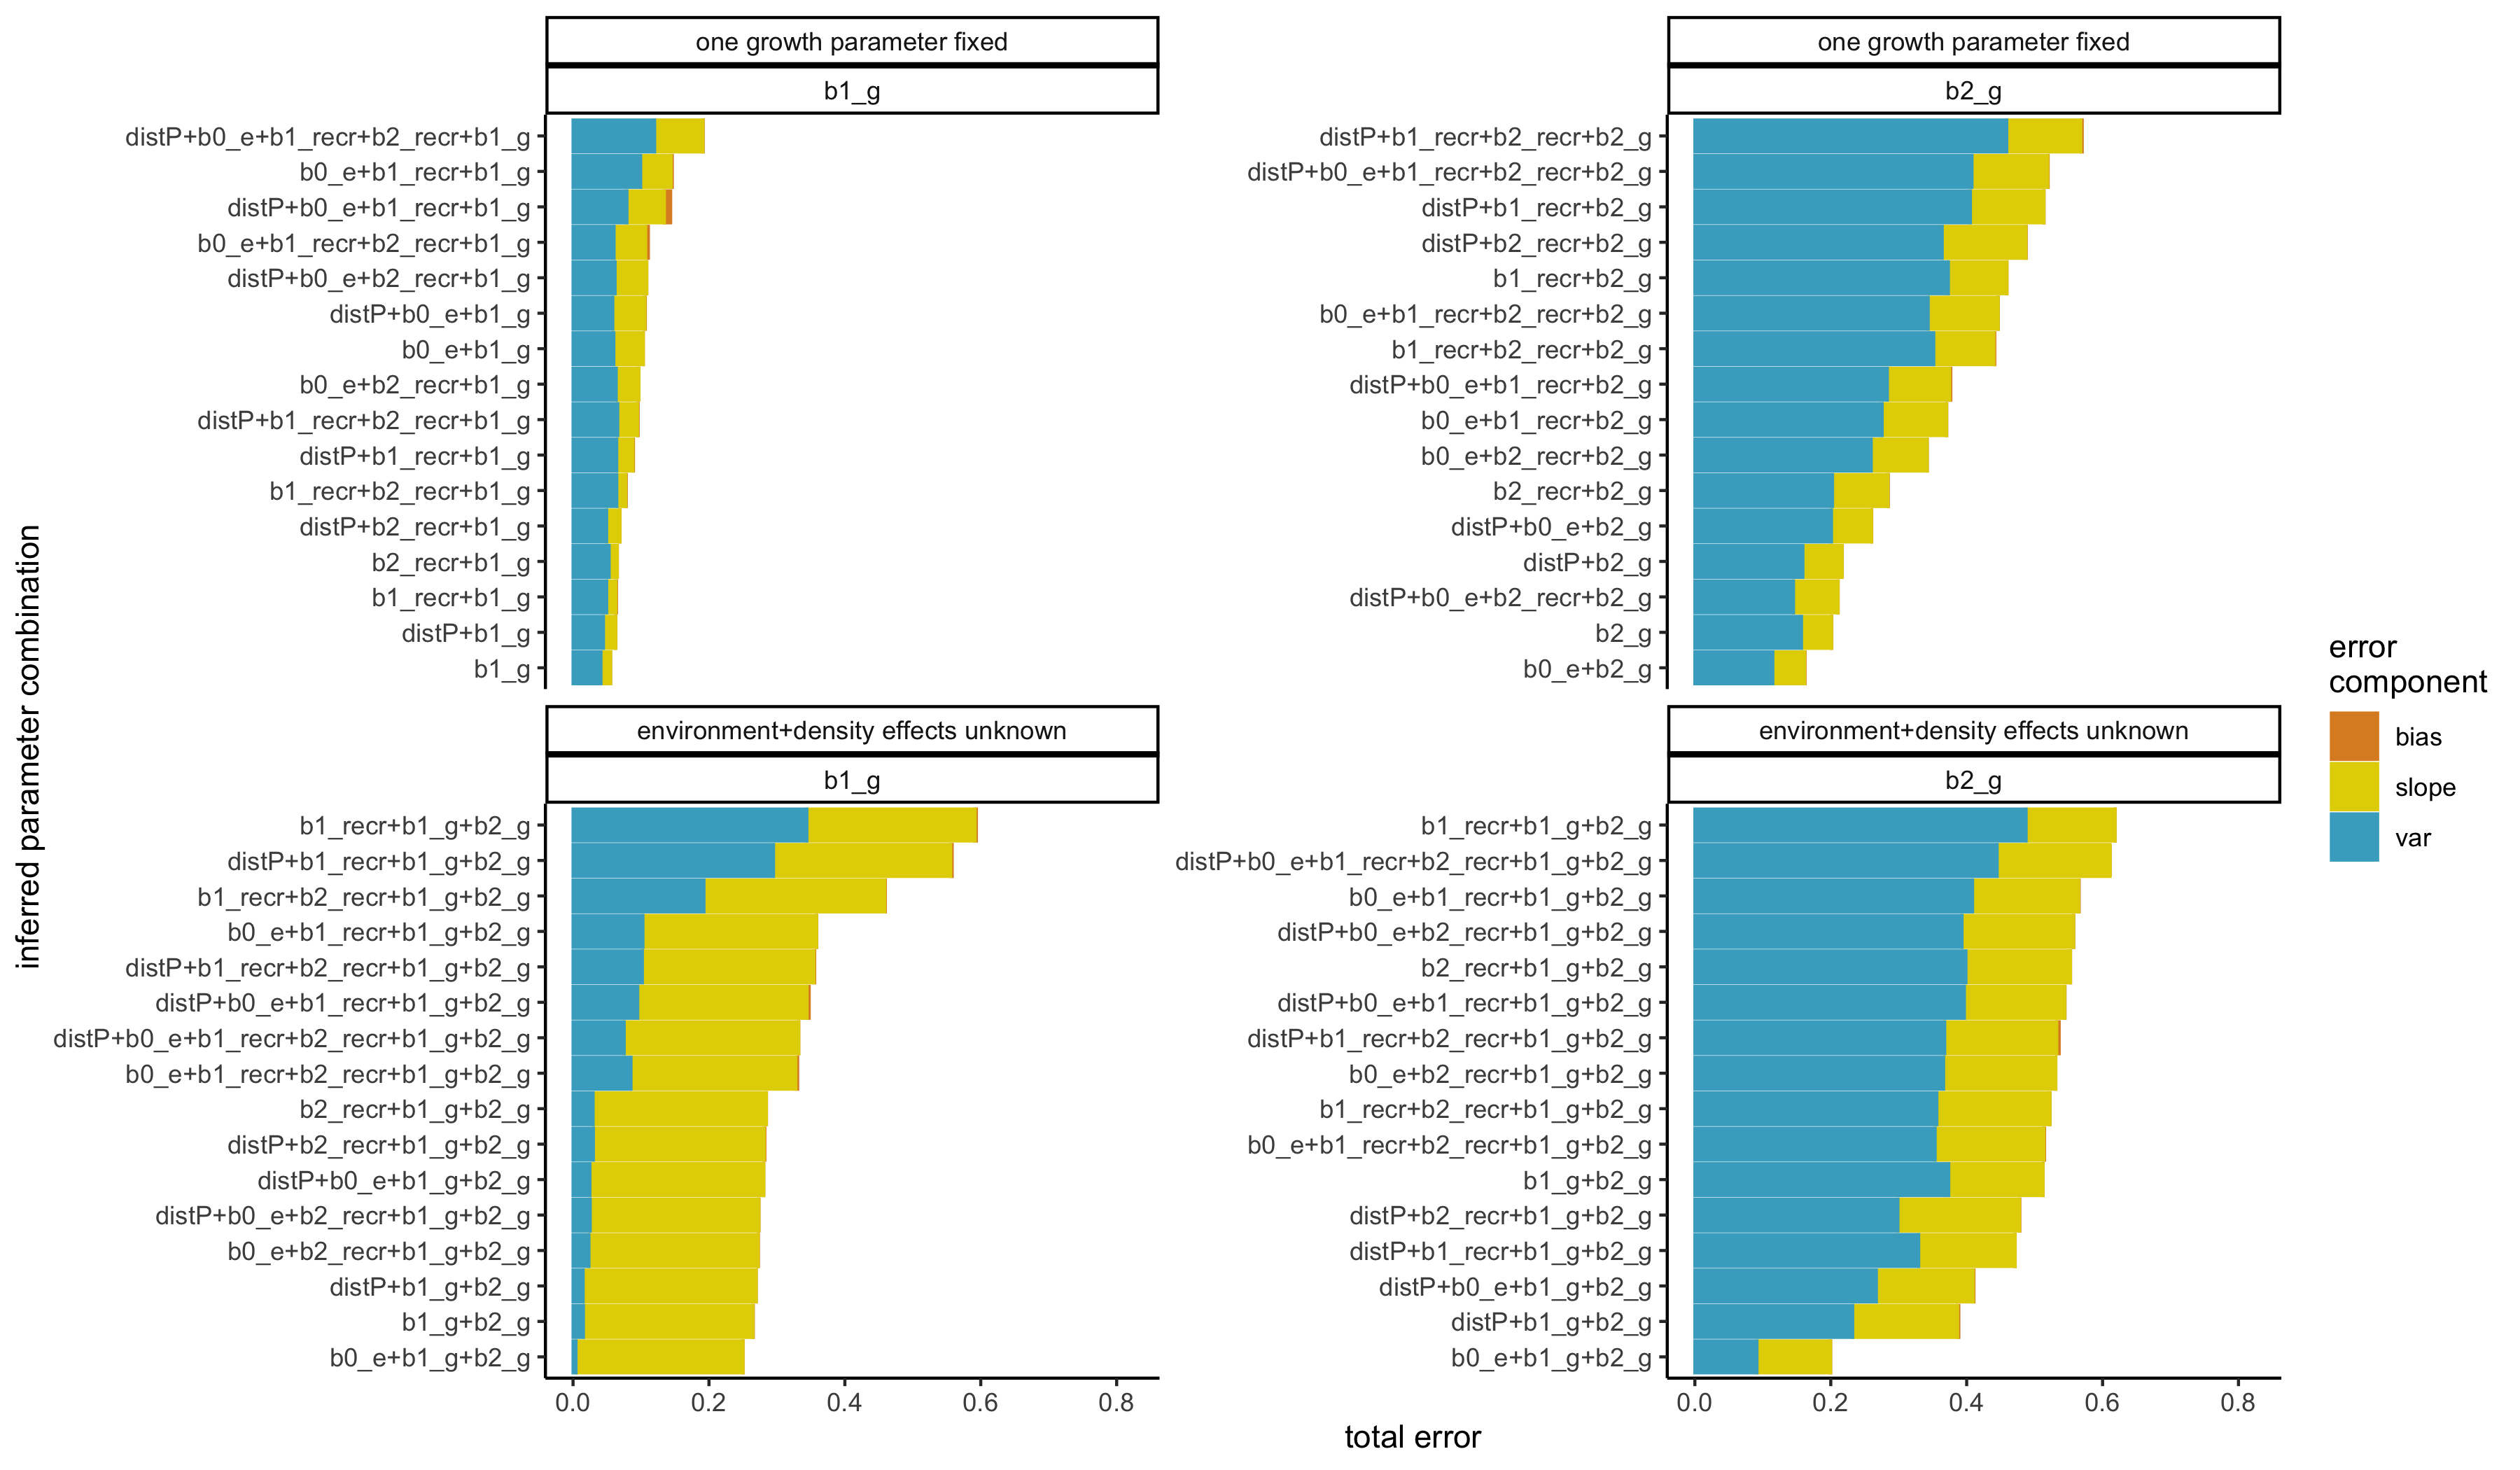 one growth parameter fixed
b1_g
distP+b0_e+b1_recr+b2_recr+b1_g
b0_e+b1_recr+b1_g
distP+b0_e+b1_recr+b1_g
b0_e+b1_recr+b2_recr+b1_g
distP+b0_e+b2_recr+b1_g
distP+b0_e+b1_g
b0_e+b1_g
b0_e+b2_recr+b1_g
distP+b1_recr+b2_recr+b1_g
distP+b1_recr+b1_g
b1_recr+b2_recr+b1_g
distP+b2_recr+b1_g
b2_recr+b1_g
b1_recr+b1_g
distP+b1_g
b1_g
one growth parameter fixed
b2_g
distP+b1_recr+b2_recr+b2_g
distP+b0_e+b1_recr+b2_recr+b2_g
distP+b1_recr+b2_g
distP+b2_recr+b2_g
b1_recr+b2_g
b0_e+b1_recr+b2_recr+b2_g
b1_recr+b2_recr+b2_g
distP+b0_e+b1_recr+b2_g
b0_e+b1_recr+b2_g
b0_e+b2_recr+b2_g
b2_recr+b2_g
distP+b0_e+b2_g
distP+b2_g
distP+b0_e+b2_recr+b2_g
b2_g
b0_e+b2_g
environment+density effects unknown
b1_g
b1_recr+b1_g+b2_g
distP+b1_recr+b1_g+b2_g
b1_recr+b2_recr+b1_g+b2_g
b0_e+b1_recr+b1_g+b2_g
distP+b1_recr+b2_recr+b1_g+b2_g
distP+b0_e+b1_recr+b1_g+b2_g
distP+b0_e+b1_recr+b2_recr+b1_g+b2_g
b0_e+b1_recr+b2_recr+b1_g+b2_g
b2_recr+b1_g+b2_g
distP+b2_recr+b1_g+b2_g
distP+b0_e+b1_g+b2_g
distP+b0_e+b2_recr+b1_g+b2_g
b0_e+b2_recr+b1_g+b2_g
distP+b1_g+b2_g
b1_g+b2_g
b0_e+b1_g+b2_g
0.0 0.2 0.4 0.6 0.8
environment+density effects unknown
b2_g
b1_recr+b1_g+b2_g
distP+b0_e+b1_recr+b2_recr+b1_g+b2_g
b0_e+b1_recr+b1_g+b2_g
distP+b0_e+b2_recr+b1_g+b2_g
b2_recr+b1_g+b2_g
distP+b0_e+b1_recr+b1_g+b2_g
distP+b1_recr+b2_recr+b1_g+b2_g
b0_e+b2_recr+b1_g+b2_g
b1_recr+b2_recr+b1_g+b2_g
b0_e+b1_recr+b2_recr+b1_g+b2_g
b1_g+b2_g
distP+b2_recr+b1_g+b2_g
distP+b1_recr+b1_g+b2_g
distP+b0_e+b1_g+b2_g
distP+b1_g+b2_g
b0_e+b1_g+b2_g
0.0 0.2 0.4 0.6 0.8
total error
inferred parameter combination
error
component
bias
slope
var